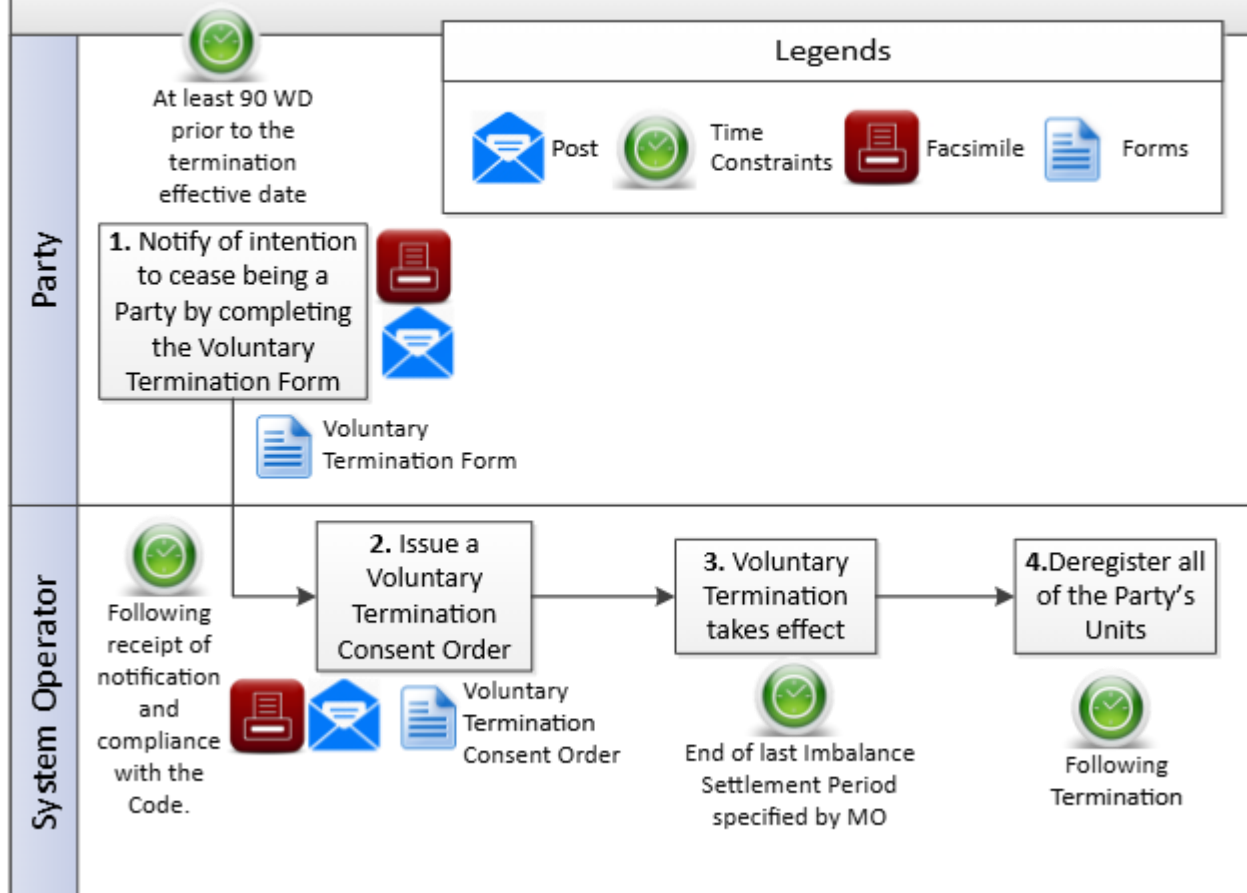 Party
At least 90 WD
prior to the
termination
effective date
Legends
Post
Time
Constraints
Facsimile
Forms
1. Notify of intention
to cease being a
Party by completing
the Voluntary
Termination Form
Voluntary
Termination Form
System Operator
Following
receipt of
notification
and
compliance
with the
Code.
2. Issue a
Voluntary
Termination
Consent Order
Voluntary
Termination
Consent Order
3. Voluntary
Termination
takes effect
End of last Imbalance
Settlement Period
specified by MO
4.Deregister all
of the Party's
Units
Following
Termination